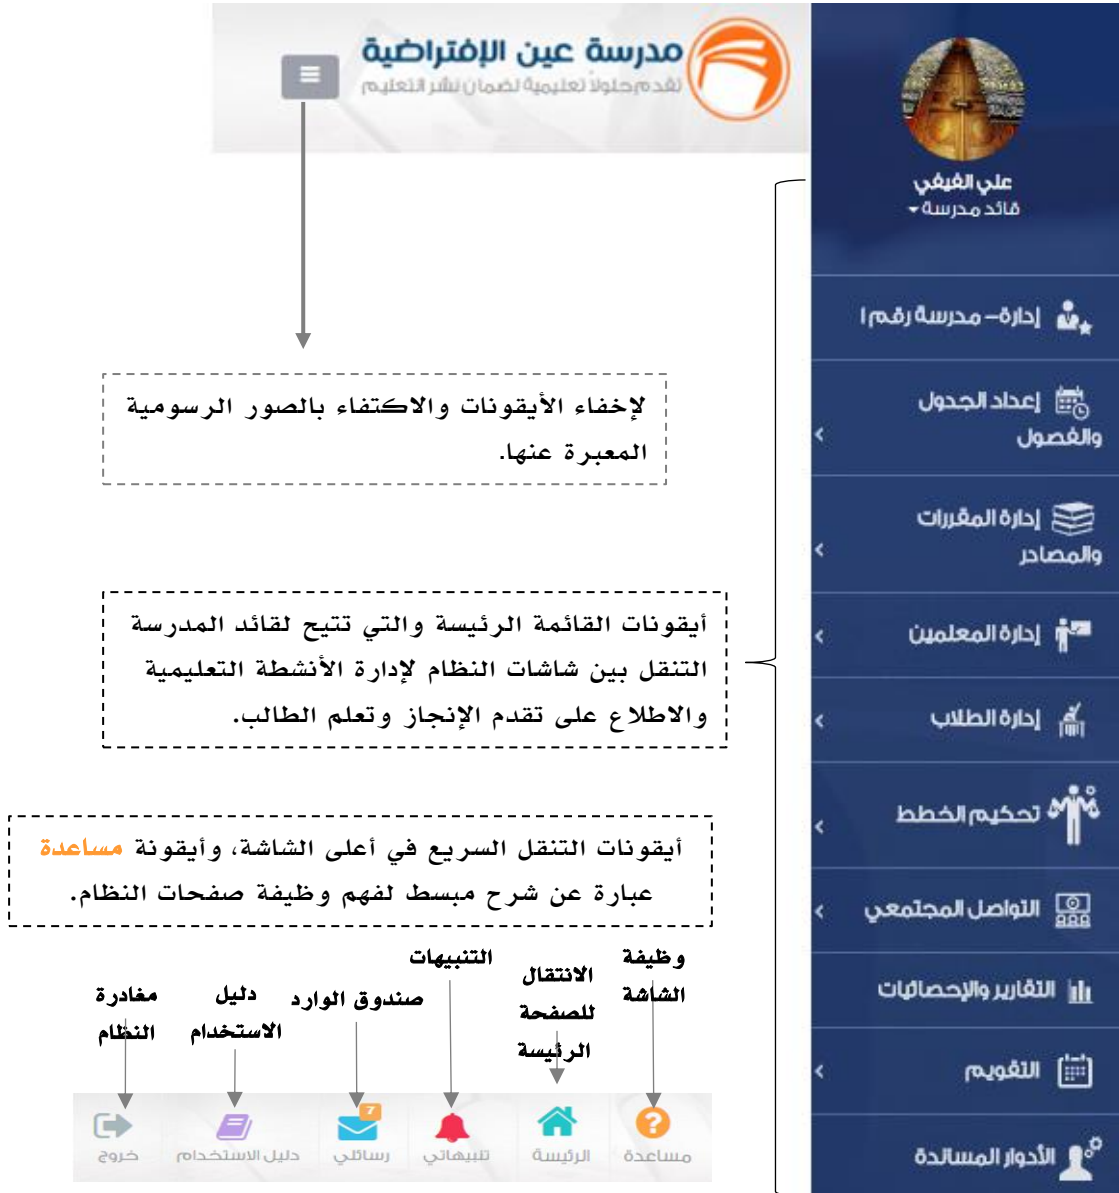 مدرسة عين الإفتراضية
تقدم حلولاً تعليمية لضمان نشر التعليم
علي الفيفي
قائد مدرسة
إدارة– مدرسة رقم ١
إعداد الجدول
والفصول
إدارة المقررات
والمصادر
إدارة المعلمين
إدارة الطلاب
تحكيم الخطط
التواصل المجتمعي
التقارير والإحصائيات
التقويم
الأدوار المساندة
لإخفاء الأيقونات والاكتفاء بالصور الرسومية
المعبرة عنها.
أيقونات القائمة الرئيسة والتي تتيح لقائد المدرسة
التنقل بين شاشات النظام لإدارة الأنشطة التعليمية
والاطلاع على تقدم الإنجاز وتعلم الطالب.
أيقونات التنقل السريع في أعلى الشاشة، وأيقونة مساعدة
عبارة عن شرح مبسط لفهم وظيفة صفحات النظام.
وظيفة
الشاشة
الانتقال
للصفحة
الرئيسة
التنبيهات
صندوق الوارد
دليل
الاستخدام
مغادرة
النظام
مساعدة
الرئيسة
تنبيهاتي
7
رسائلي
دليل الاستخدام
خروج